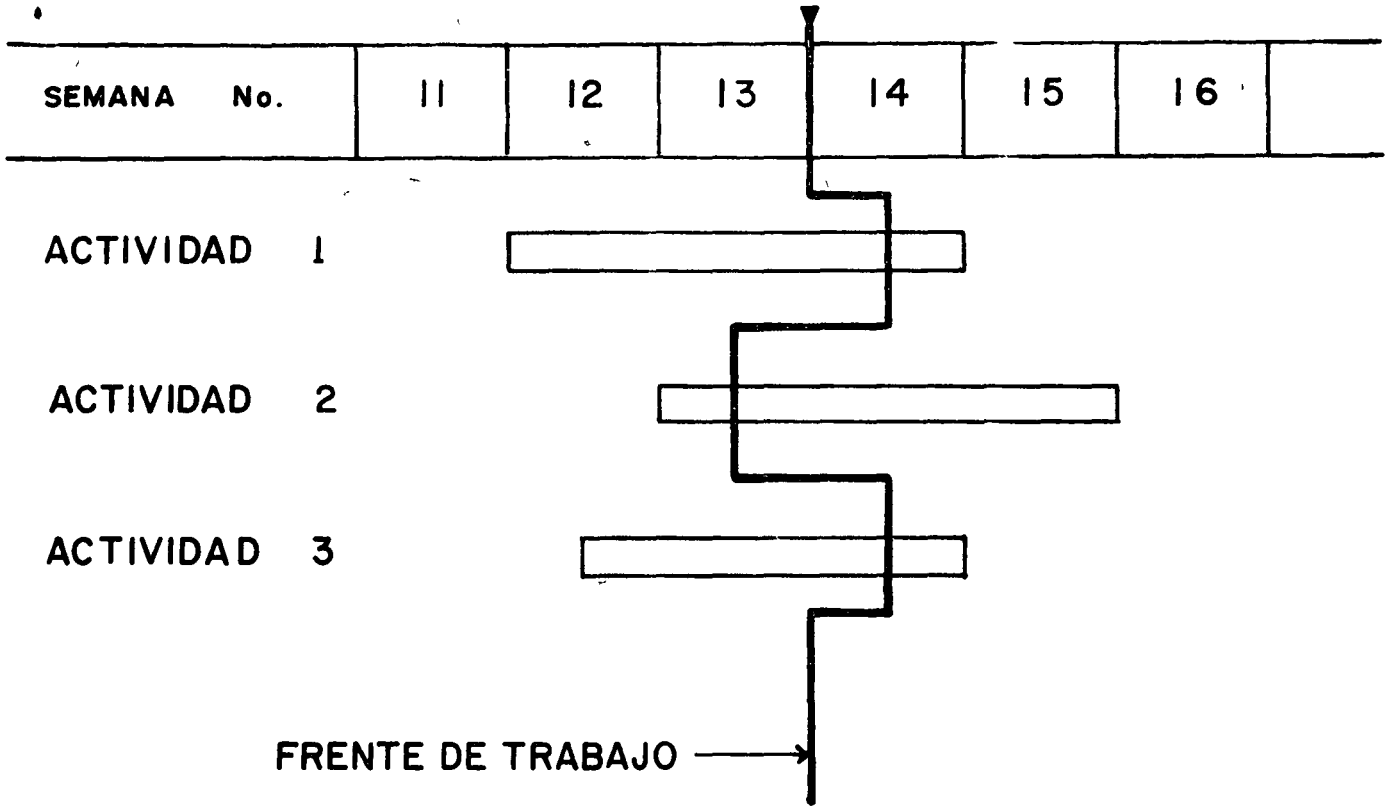 SEMANA No. 11 12 13 14 15 16
ACTIVIDAD 1
ACTIVIDAD 2
ACTIVIDAD 3
FRENTE DE TRABAJO